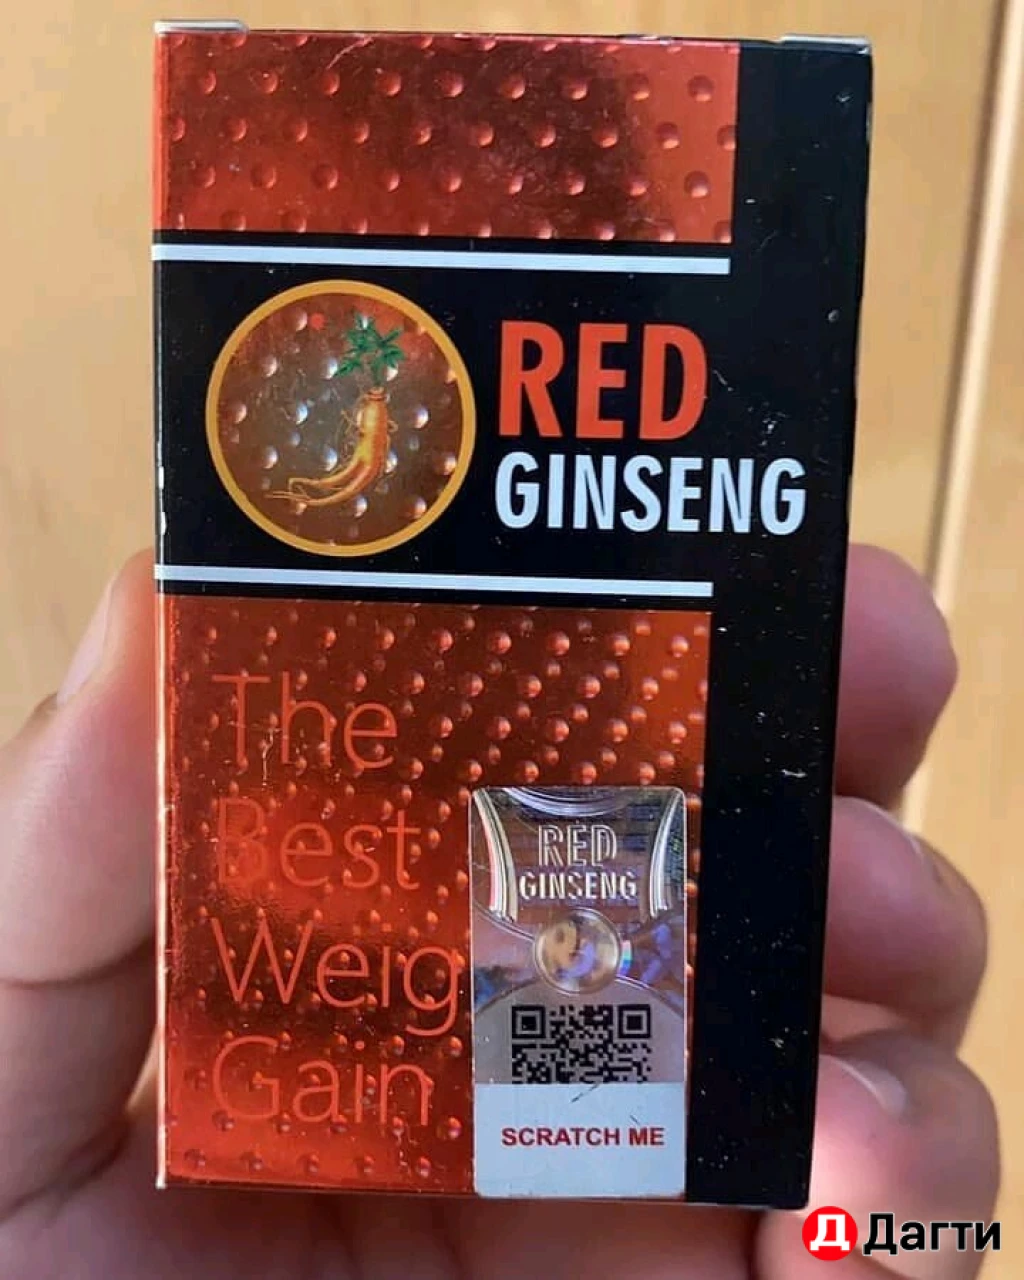 RED
GINSENG
The
Best
Weig
Gain
RED
GINSENG
SCRATCH ME
Д Дагти